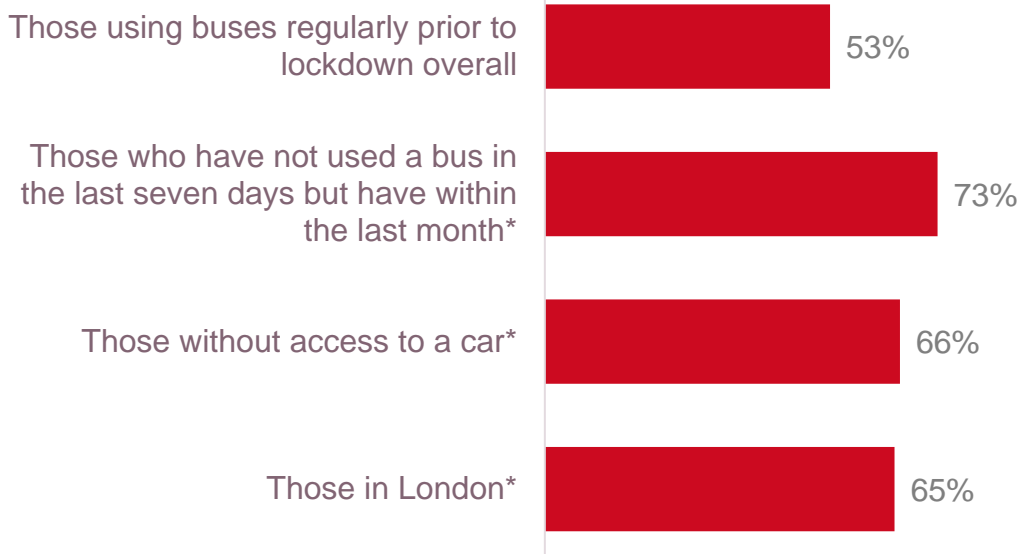 Those using buses regularly prior to
lockdown overall
53%
Those who have not used a bus in
the last seven days but have within
the last month*
73%
Those without access to a car*
66%
Those in London*
65%